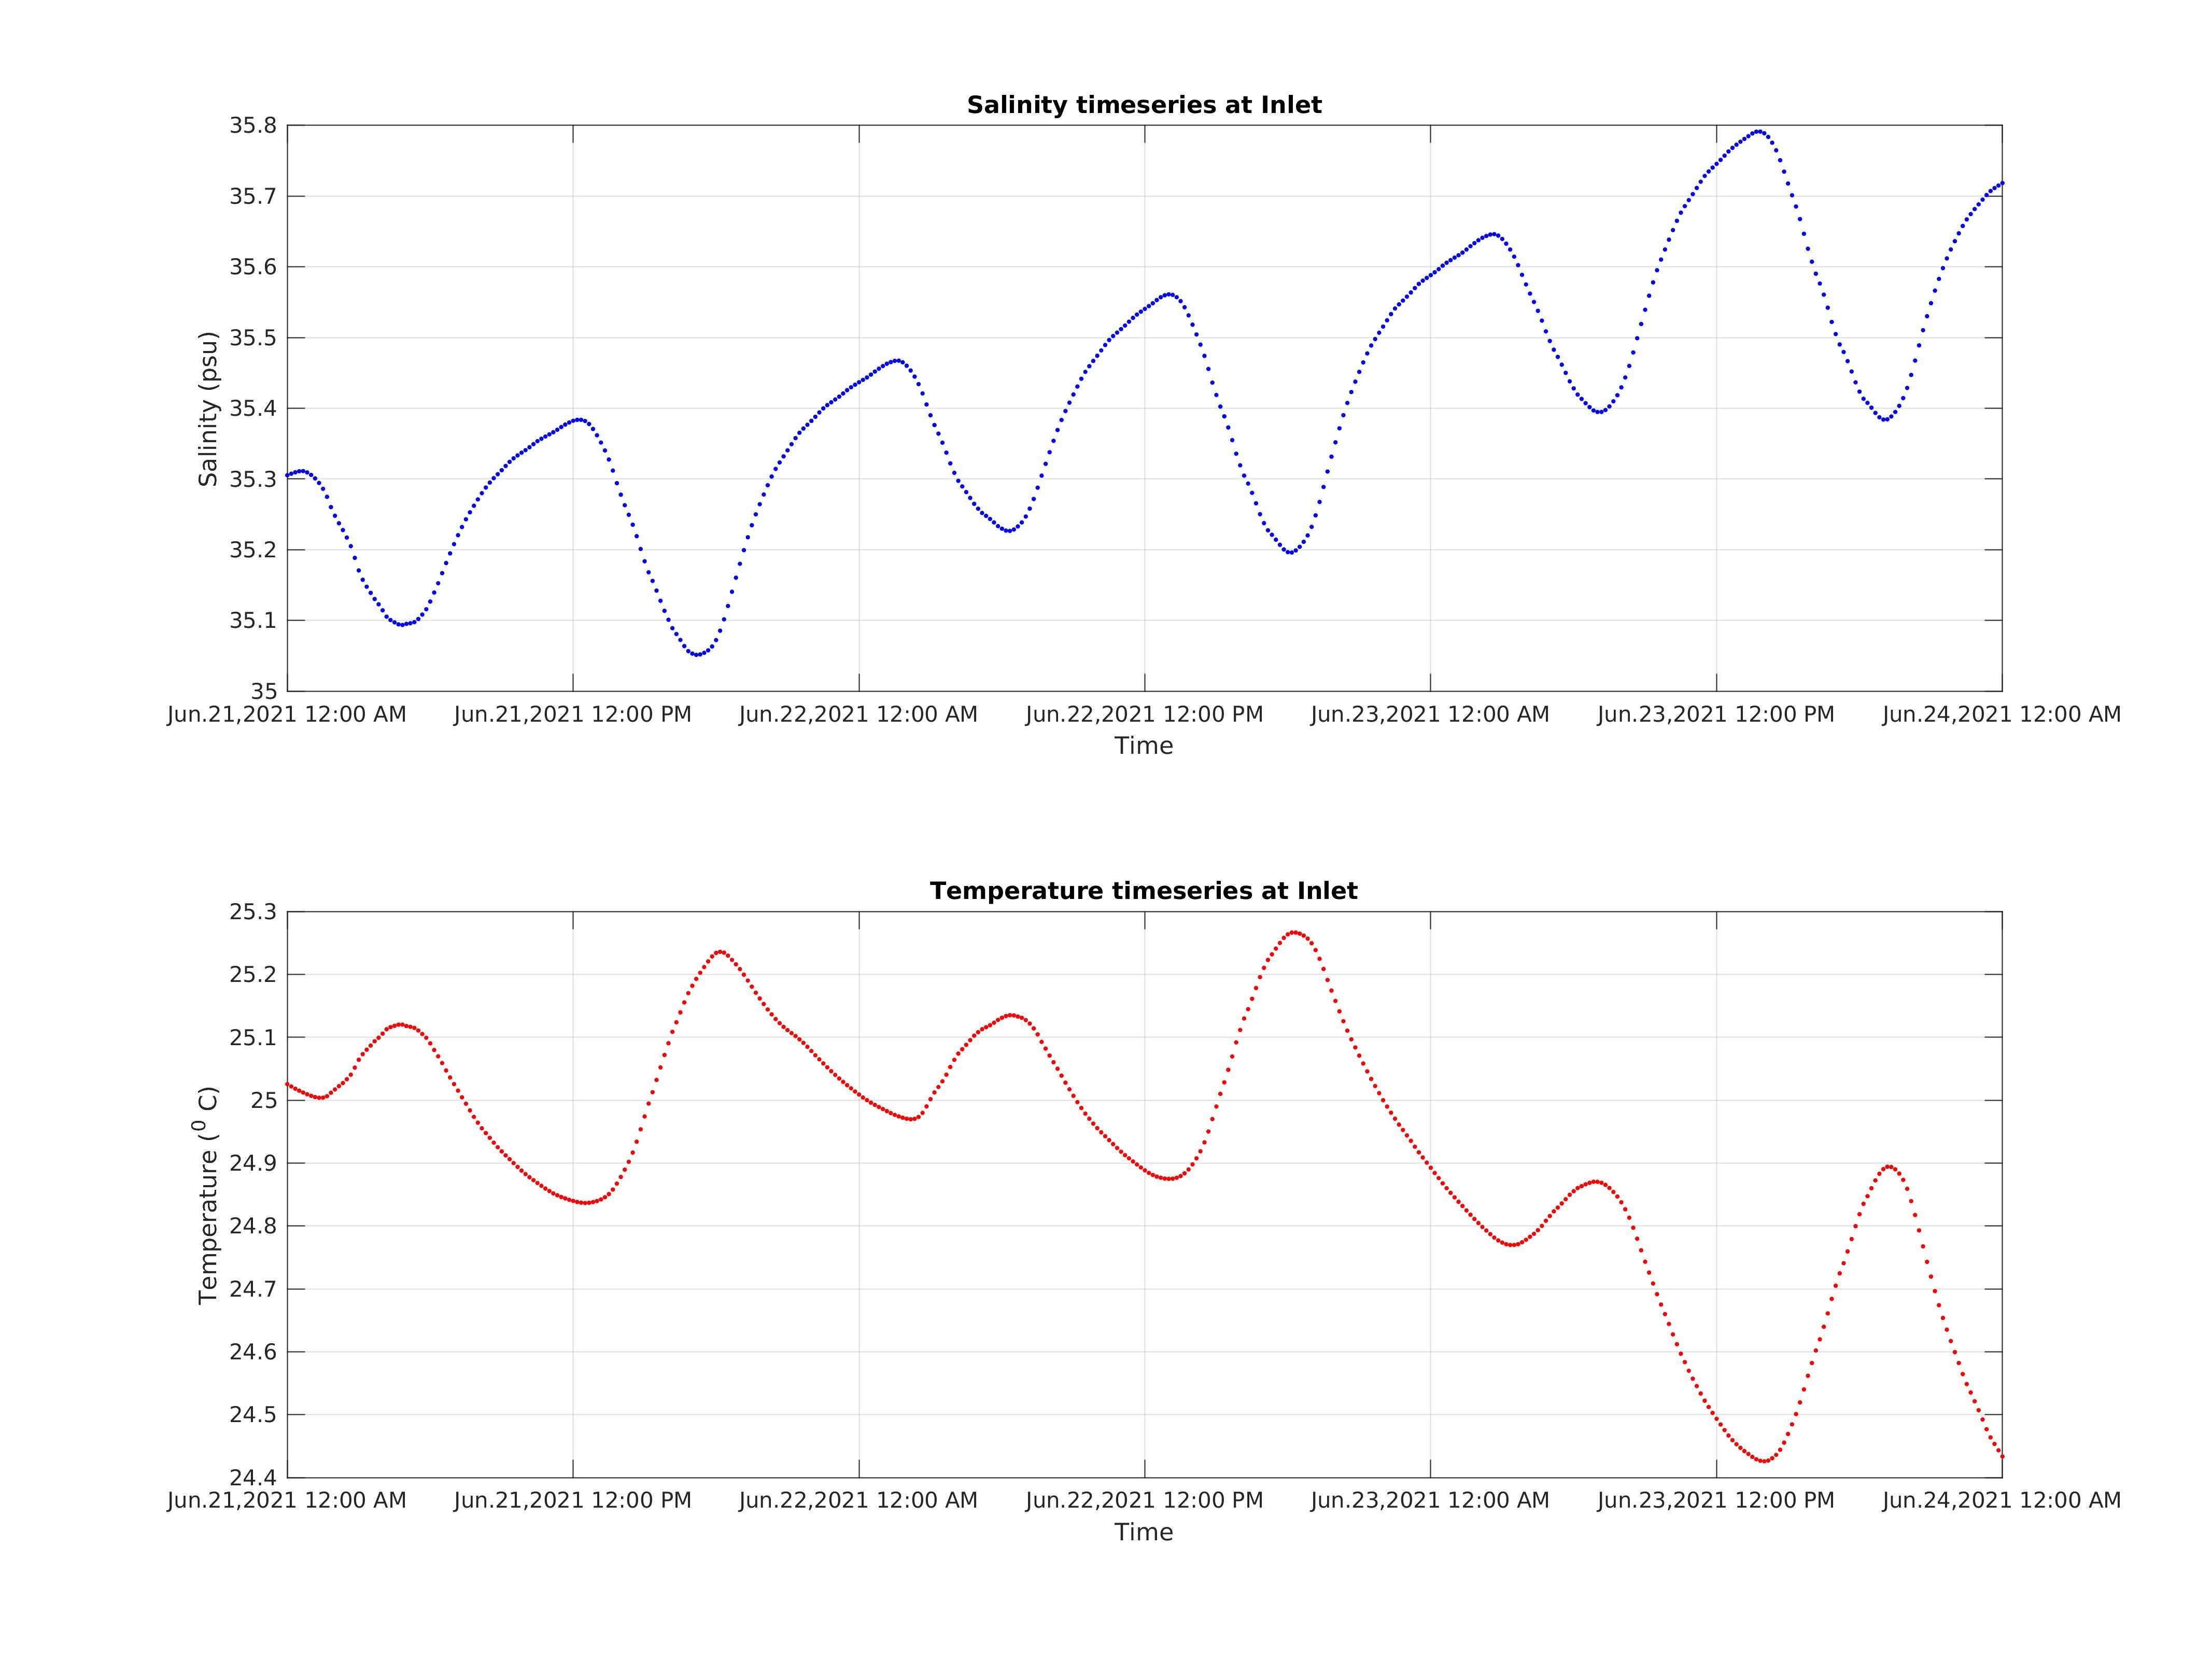 Salinity timeseries at Inlet
35.8
35.7
35.6
35.5
35.4
35.3
35.2
35.1
35
Salinity (psu)
Jun.21,2021 12:00 AM Jun.21,2021 12:00 PM Jun.22,2021 12:00 AM Jun.22,2021 12:00 PM Jun.23,2021 12:00 AM Jun.23,2021 12:00 PM Jun.24,2021 12:00 AM
Time
Temperature timeseries at Inlet
25.3
25.2
25.1
25
24.9
24.8
24.7
24.6
24.5
24.4
Temperature (⁰ C)
Jun.21,2021 12:00 AM Jun.21,2021 12:00 PM Jun.22,2021 12:00 AM Jun.22,2021 12:00 PM Jun.23,2021 12:00 AM Jun.23,2021 12:00 PM Jun.24,2021 12:00 AM
Time